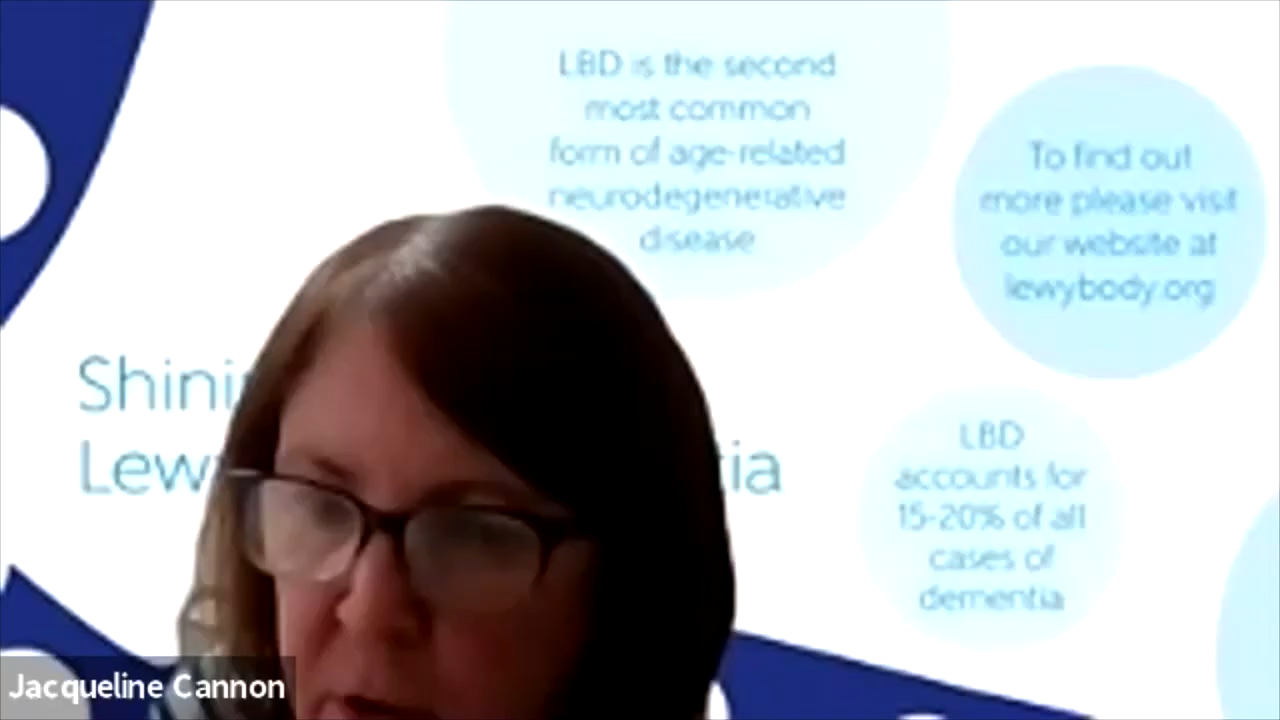 LBD is the second
most common
form of age-related
neurodegenerative
disease
To find out
more please visit
our website at
lewybody.org
Shini
Lew
tia
LBD
accounts for
15-20% of all
cases of
dementia
Jacqueline Cannon